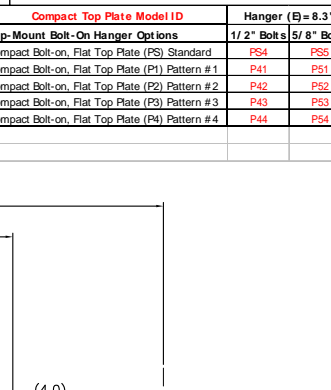 Compact Top Plate Model ID Hanger (E)= 8.3"
p-Mount Bolt-On Hanger Options 1/ 2" Bolts 5/ 8" Bo
mpact Bolt-on, Flat Top Plate (PS) Standard PS4 PS5
mpact Bolt-on, Flat Top Plate (P1) Pattern #1 P41 P51
mpact Bolt-on, Flat Top Plate (P2) Pattern #2 P42 P52
mpact Bolt-on, Flat Top Plate (P3) Pattern #3 P43 P53
mpact Bolt-on, Flat Top Plate (P4) Pattern #4 P44 P54
(4.0)